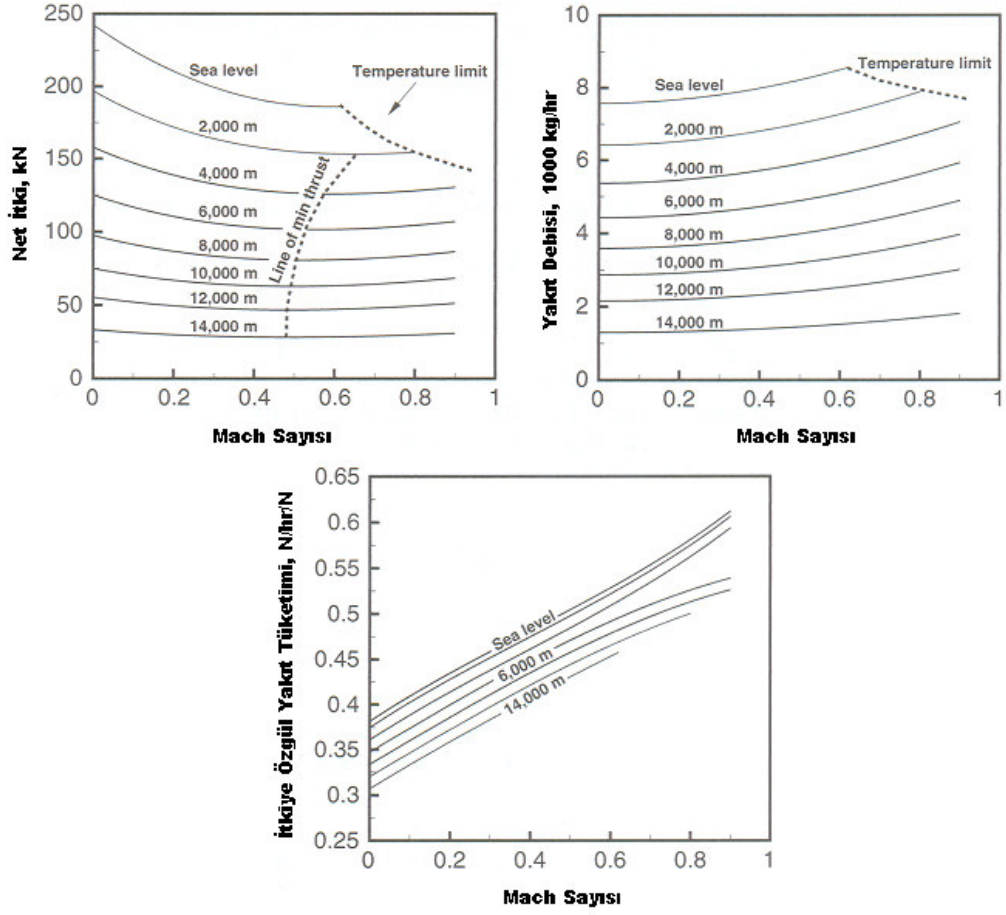 250
200
150
100
50
0
Net İtki, kN
Sea level
2,000 m
4,000 m
6,000 m
8,000 m
10,000 m
12,000 m
14,000 m
Temperature limit
Line of min thrust
0 0.2 0.4 0.6 0.8 1
Mach Sayısı
10
8
6
4
2
0
Yakıt Debisi, 1000 kg/hr
Sea level
2,000 m
4,000 m
6,000 m
8,000 m
10,000 m
12,000 m
14,000 m
Temperature limit
0 0.2 0.4 0.6 0.8 1
Mach Sayısı
0.65
0.6
0.55
0.5
0.45
0.4
0.35
0.3
0.25
İtkiye Özgül Yakıt Tüketimi, N/hr/N
Sea level
6,000 m
14,000 m
0 0.2 0.4 0.6 0.8 1
Mach Sayısı